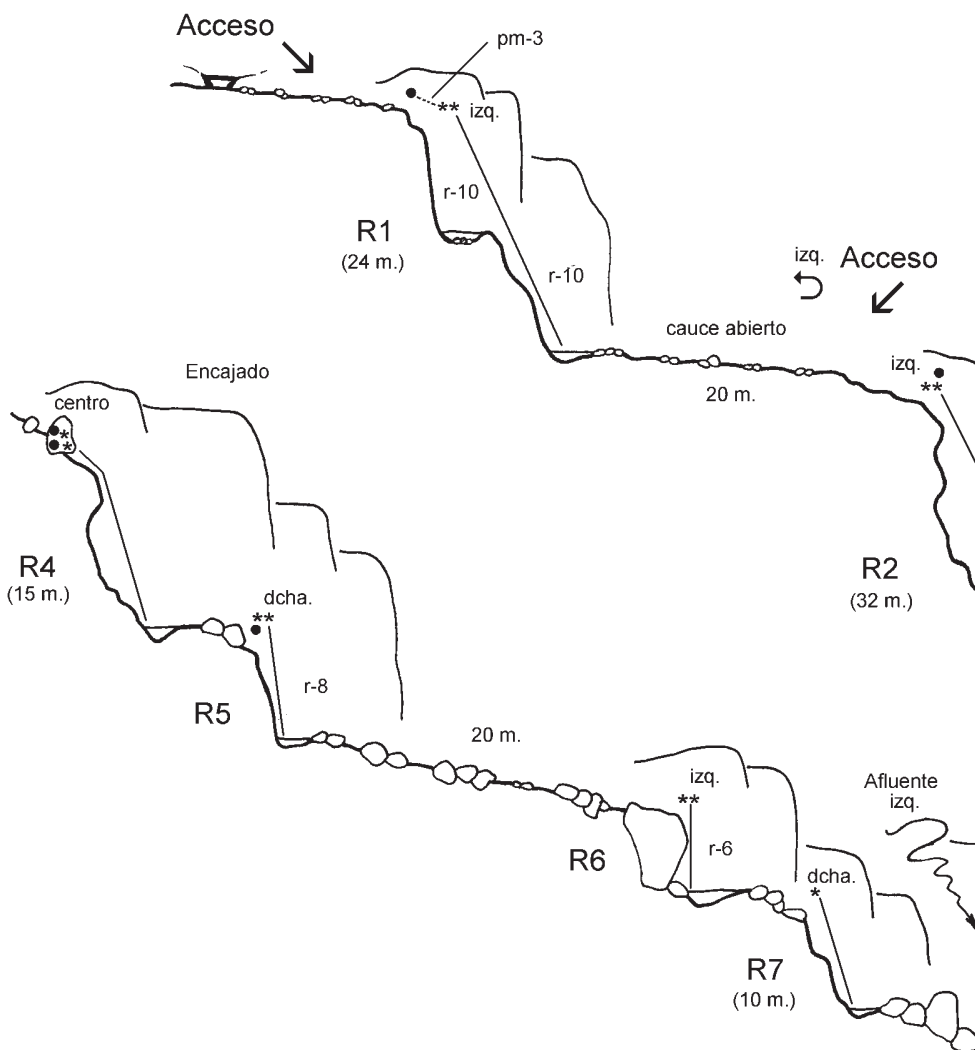 Acceso
pm-3
** izq.
r-10
R1
(24 m.)
r-10
izq.
Acceso
cauce abierto
20 m.
izq.
**
R2
(32 m.)
Encajado
centro
*
*
R4
(15 m.)
dcha.
**
r-8
R5
20 m.
izq.
**
r-6
R6
Afluente
izq.
dcha.
*
R7
(10 m.)